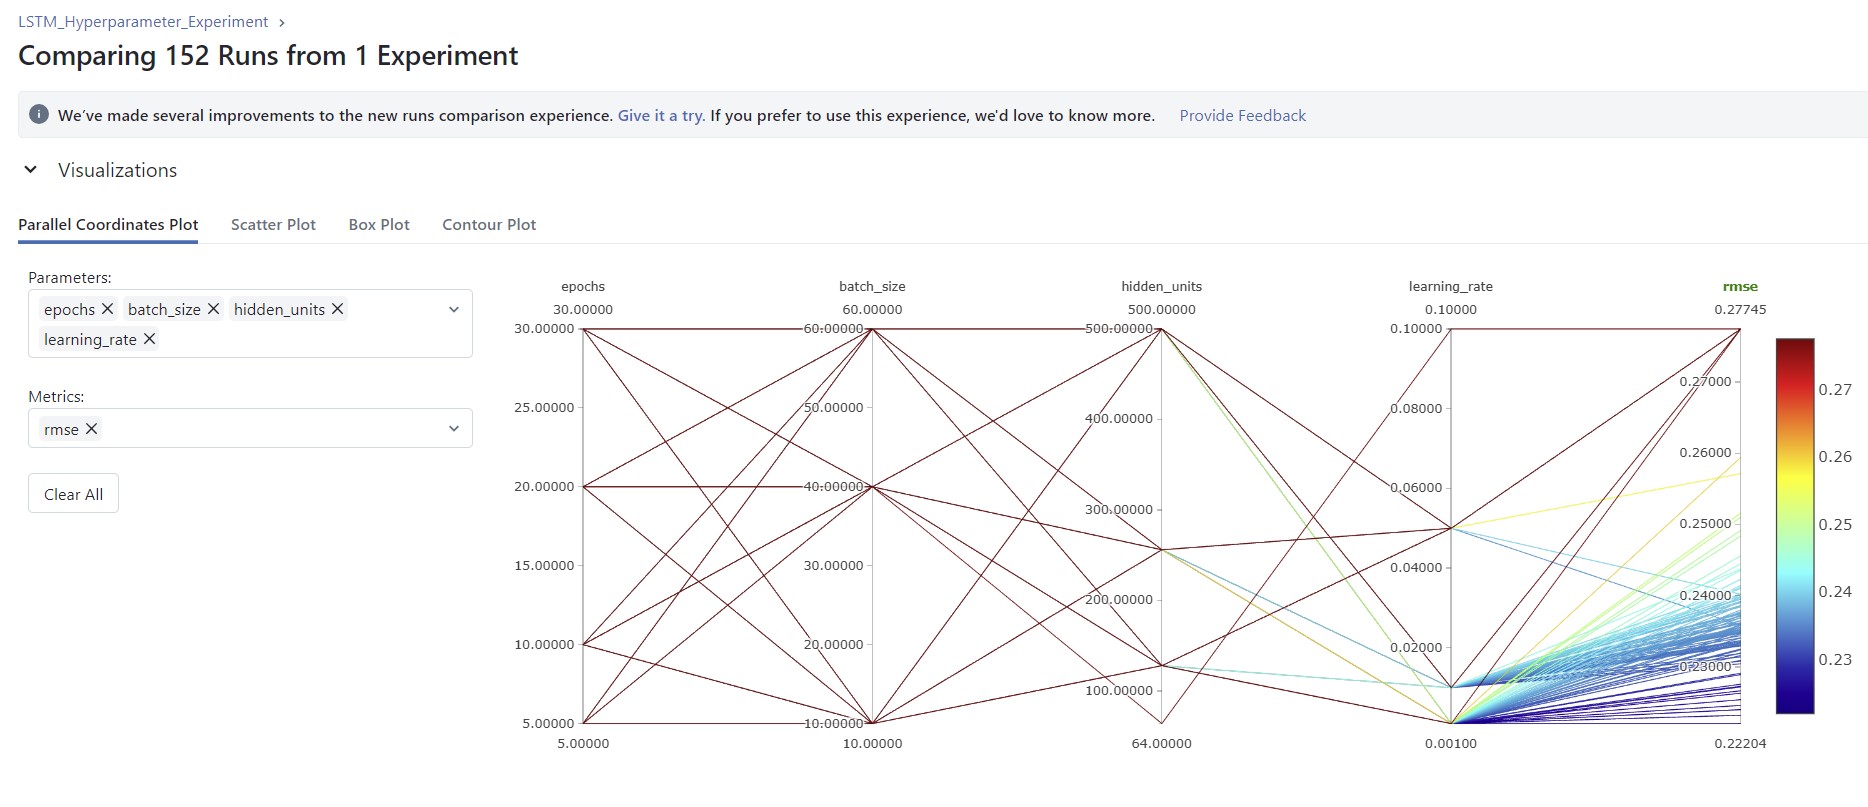 LSTM_Hyperparameter_Experiment ›
Comparing 152 Runs from 1 Experiment
We've made several improvements to the new runs comparison experience. Give it a try. If you prefer to use this experience, we'd love to know more. Provide Feedback
Visualizations
Parallel Coordinates Plot Scatter Plot Box Plot Contour Plot
Parameters:
epochs × batch_size × hidden_units ×
learning_rate ×
Metrics:
rmse ×
Clear All
epochs batch_size hidden_units learning_rate rmse
30.00000 60.00000 500.00000 0.10000 0.27745
30.00000
25.00000
20.00000
15.00000
10.00000
5.00000
5.00000
60.00000
50.00000
40.00000
30.00000
20.00000
10.00000
10.00000
500.00000
400.00000
300.00000
200.00000
100.00000
64.00000
0.10000
0.08000
0.06000
0.04000
0.02000
0.00100
0.27000
0.26000
0.25000
0.24000
0.23000
0.22204
0.27
0.26
0.25
0.24
0.23